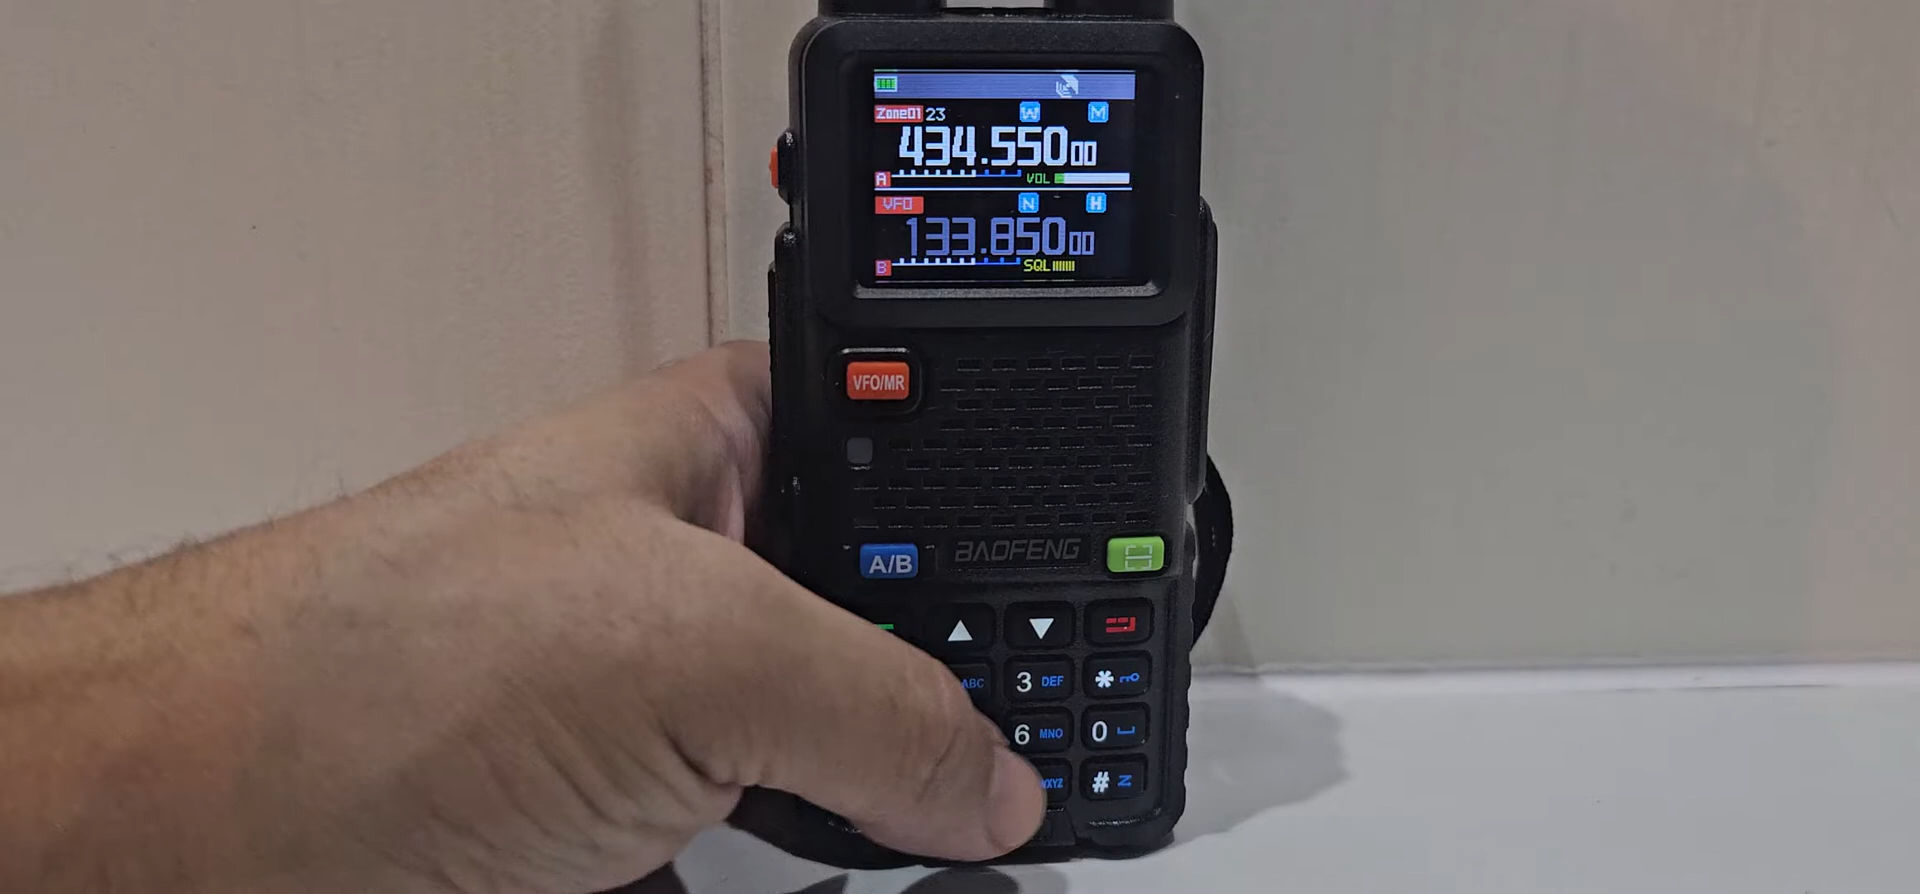 Zone01 23 W M
434.55000
A VOL
VFO N H
133.85000
B SQL
VFO/MR
A/B BAOFENG
ABC 3 DEF *
6 MNO 0
WXYZ #